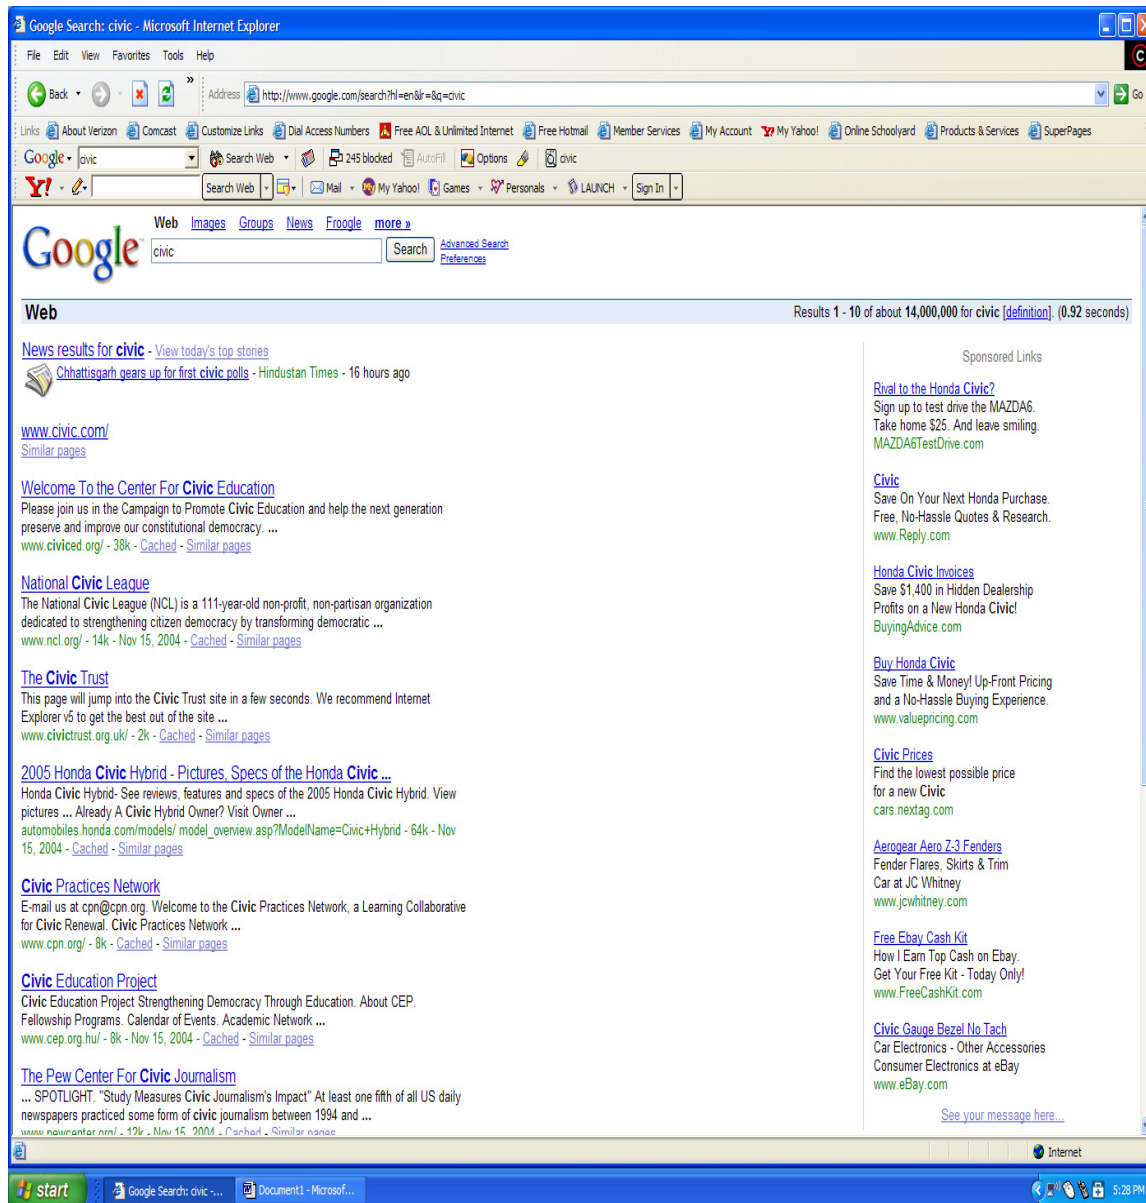 Google Search: civic - Microsoft Internet Explorer
File Edit View Favorites Tools Help
Back » Address http://www.google.com/search?hl=en&lr=&q=civic Go
Links About Verizon Comcast Customize Links Dial Access Numbers Free AOL & Unlimited Internet Free Hotmail Member Services My Account My Yahoo! Online Schoolyard Products & Services SuperPages
Google civic Search Web 245 blocked AutoFill Options civic
Y! Search Web Mail My Yahoo! Games Personals LAUNCH Sign In
Web Images Groups News Froogle more »
Google civic Search Advanced Search
Preferences
Web Results 1 - 10 of about 14,000,000 for civic [definition]. (0.92 seconds)
News results for civic - View today's top stories
Chhattisgarh gears up for first civic polls - Hindustan Times - 16 hours ago
www.civic.com/
Similar pages
Welcome To the Center For Civic Education
Please join us in the Campaign to Promote Civic Education and help the next generation
preserve and improve our constitutional democracy. ...
www.civiced.org/ - 38k - Cached - Similar pages
National Civic League
The National Civic League (NCL) is a 111-year-old non-profit, non-partisan organization
dedicated to strengthening citizen democracy by transforming democratic ...
www.ncl.org/ - 14k - Nov 15, 2004 - Cached - Similar pages
The Civic Trust
This page will jump into the Civic Trust site in a few seconds. We recommend Internet
Explorer v5 to get the best out of the site ...
www.civictrust.org.uk/ - 2k - Cached - Similar pages
2005 Honda Civic Hybrid - Pictures, Specs of the Honda Civic ...
Honda Civic Hybrid- See reviews, features and specs of the 2005 Honda Civic Hybrid. View
pictures ... Already A Civic Hybrid Owner? Visit Owner ...
automobiles.honda.com/models/ model_overview.asp?ModelName=Civic+Hybrid - 64k - Nov
15, 2004 - Cached - Similar pages
Civic Practices Network
E-mail us at cpn@cpn.org. Welcome to the Civic Practices Network, a Learning Collaborative
for Civic Renewal. Civic Practices Network ...
www.cpn.org/ - 8k - Cached - Similar pages
Civic Education Project
Civic Education Project Strengthening Democracy Through Education. About CEP.
Fellowship Programs. Calendar of Events. Academic Network ...
www.cep.org.hu/ - 8k - Nov 15, 2004 - Cached - Similar pages
The Pew Center For Civic Journalism
... SPOTLIGHT. "Study Measures Civic Journalism's Impact" At least one fifth of all US daily
newspapers practiced some form of civic journalism between 1994 and ...
www.pewcenter.org/ - 12k - Nov 15, 2004 - Cached - Similar pages
Sponsored Links
Rival to the Honda Civic?
Sign up to test drive the MAZDA6.
Take home $25. And leave smiling.
MAZDA6TestDrive.com
Civic
Save On Your Next Honda Purchase.
Free, No-Hassle Quotes & Research.
www.Reply.com
Honda Civic Invoices
Save $1,400 in Hidden Dealership
Profits on a New Honda Civic!
BuyingAdvice.com
Buy Honda Civic
Save Time & Money! Up-Front Pricing
and a No-Hassle Buying Experience.
www.valuepricing.com
Civic Prices
Find the lowest possible price
for a new Civic
cars.nextag.com
Aerogear Aero Z-3 Fenders
Fender Flares, Skirts & Trim
Car at JC Whitney
www.jcwhitney.com
Free Ebay Cash Kit
How I Earn Top Cash on Ebay.
Get Your Free Kit - Today Only!
www.FreeCashKit.com
Civic Gauge Bezel No Tach
Car Electronics - Other Accessories
Consumer Electronics at eBay
www.eBay.com
See your message here...
Internet
start Google Search: civic -... Document1 - Microsof... 5:28 PM